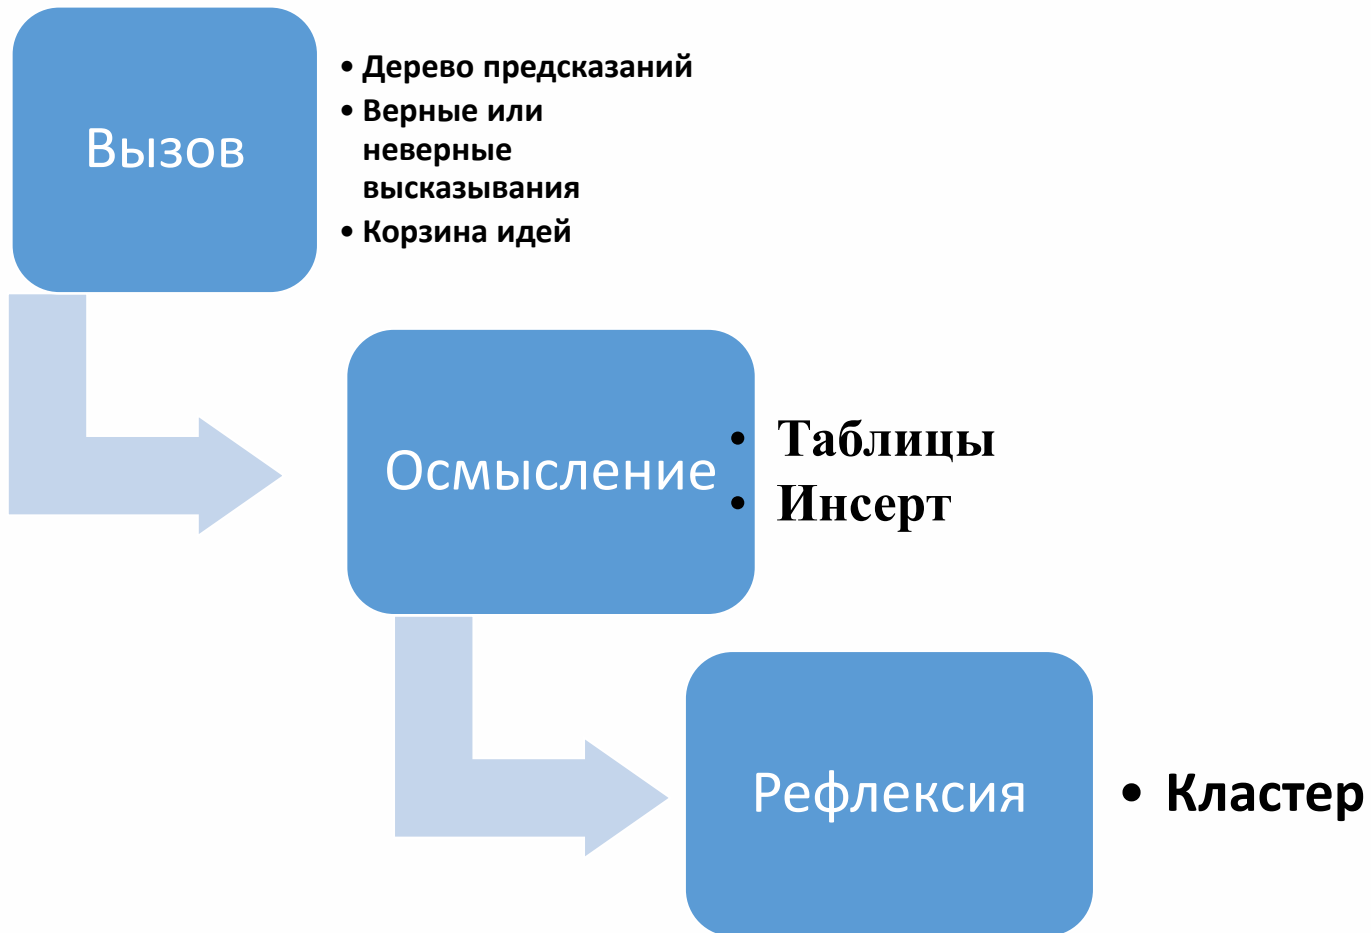 Вызов
• Дерево предсказаний
• Верные или
неверные
высказывания
• Корзина идей
Осмысление
• Таблицы
• Инсерт
Рефлексия
• Кластер